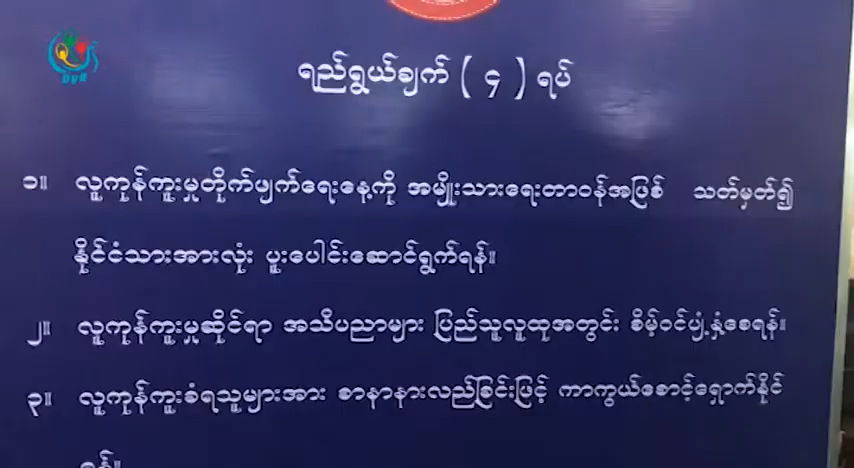 DVB
ရည်ရွယ်ချက် ( ၄ ) ရပ်
၁။ လူကုန်ကူးမှုတိုက်ဖျက်ရေးနေ့ကို အမျိုးသားရေးတာဝန်အဖြစ် သတ်မှတ်၍
နိုင်ငံသားအားလုံး ပူးပေါင်းဆောင်ရွက်ရန်။
၂။ လူကုန်ကူးမှုဆိုင်ရာ အသိပညာများ ပြည်သူလူထုအတွင်း စိမ့်ဝင်ပျံ့နှံ့စေရန်။
၃။ လူကုန်ကူးခံရသူများအား စာနာနားလည်ခြင်းဖြင့် ကာကွယ်စောင့်ရှောက်နိုင်
ရန်။